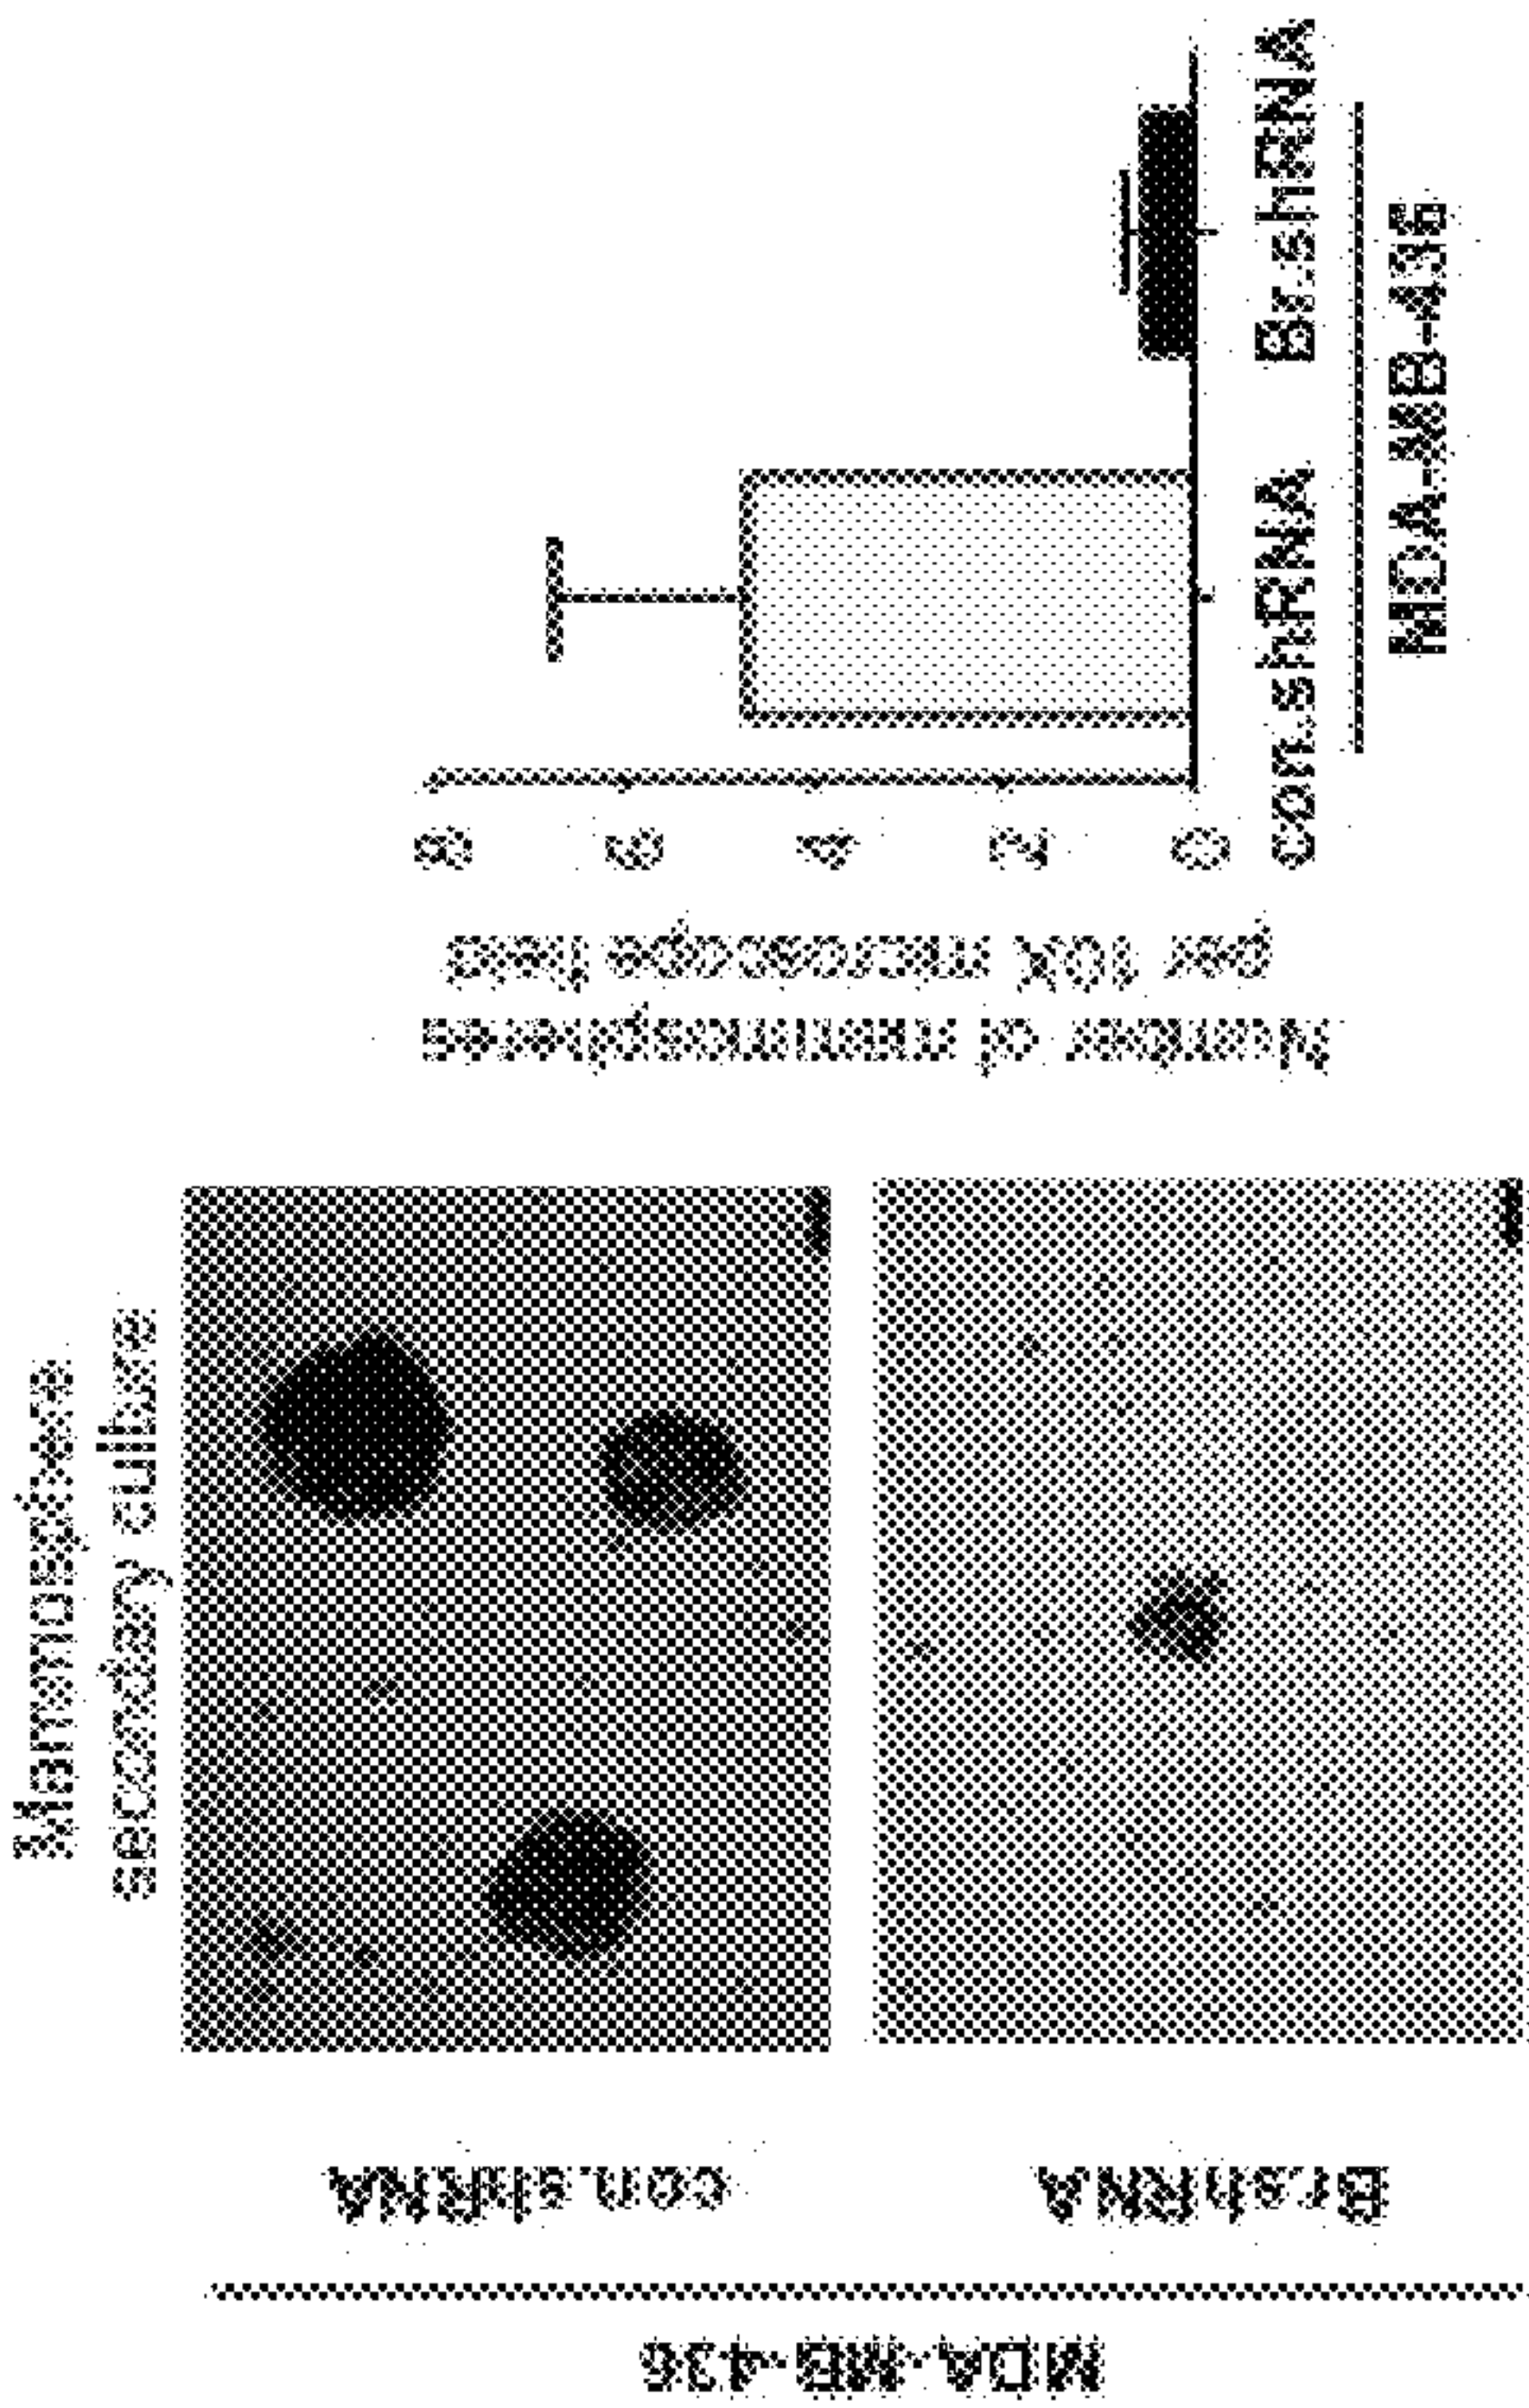 Mammospheres
secondary culture
MDA-MB-436
con.shRNA
Br.shRNA
Number of mammospheres
per 10X microscope field
8
6
4
2
0
con.shRNA
Br.shRNA
MDA-MB-436